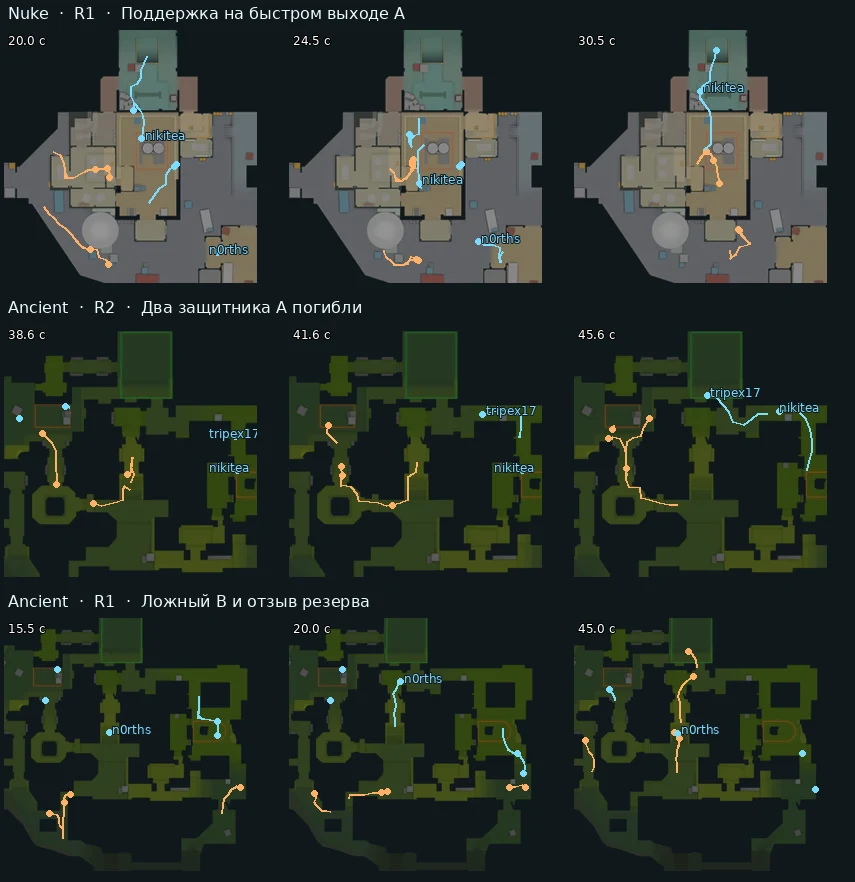 Nuke · R1 · Поддержка на быстром выходе A
20.0 с
24.5 с
30.5 с
nikitea
n0rths
nikitea
n0rths
nikitea
Ancient · R2 · Два защитника A погибли
38.6 с
41.6 с
45.6 с
tripex17
nikitea
tripex17
nikitea
tripex17
nikitea
Ancient · R1 · Ложный B и отзыв резерва
15.5 с
20.0 с
45.0 с
n0rths
n0rths
n0rths